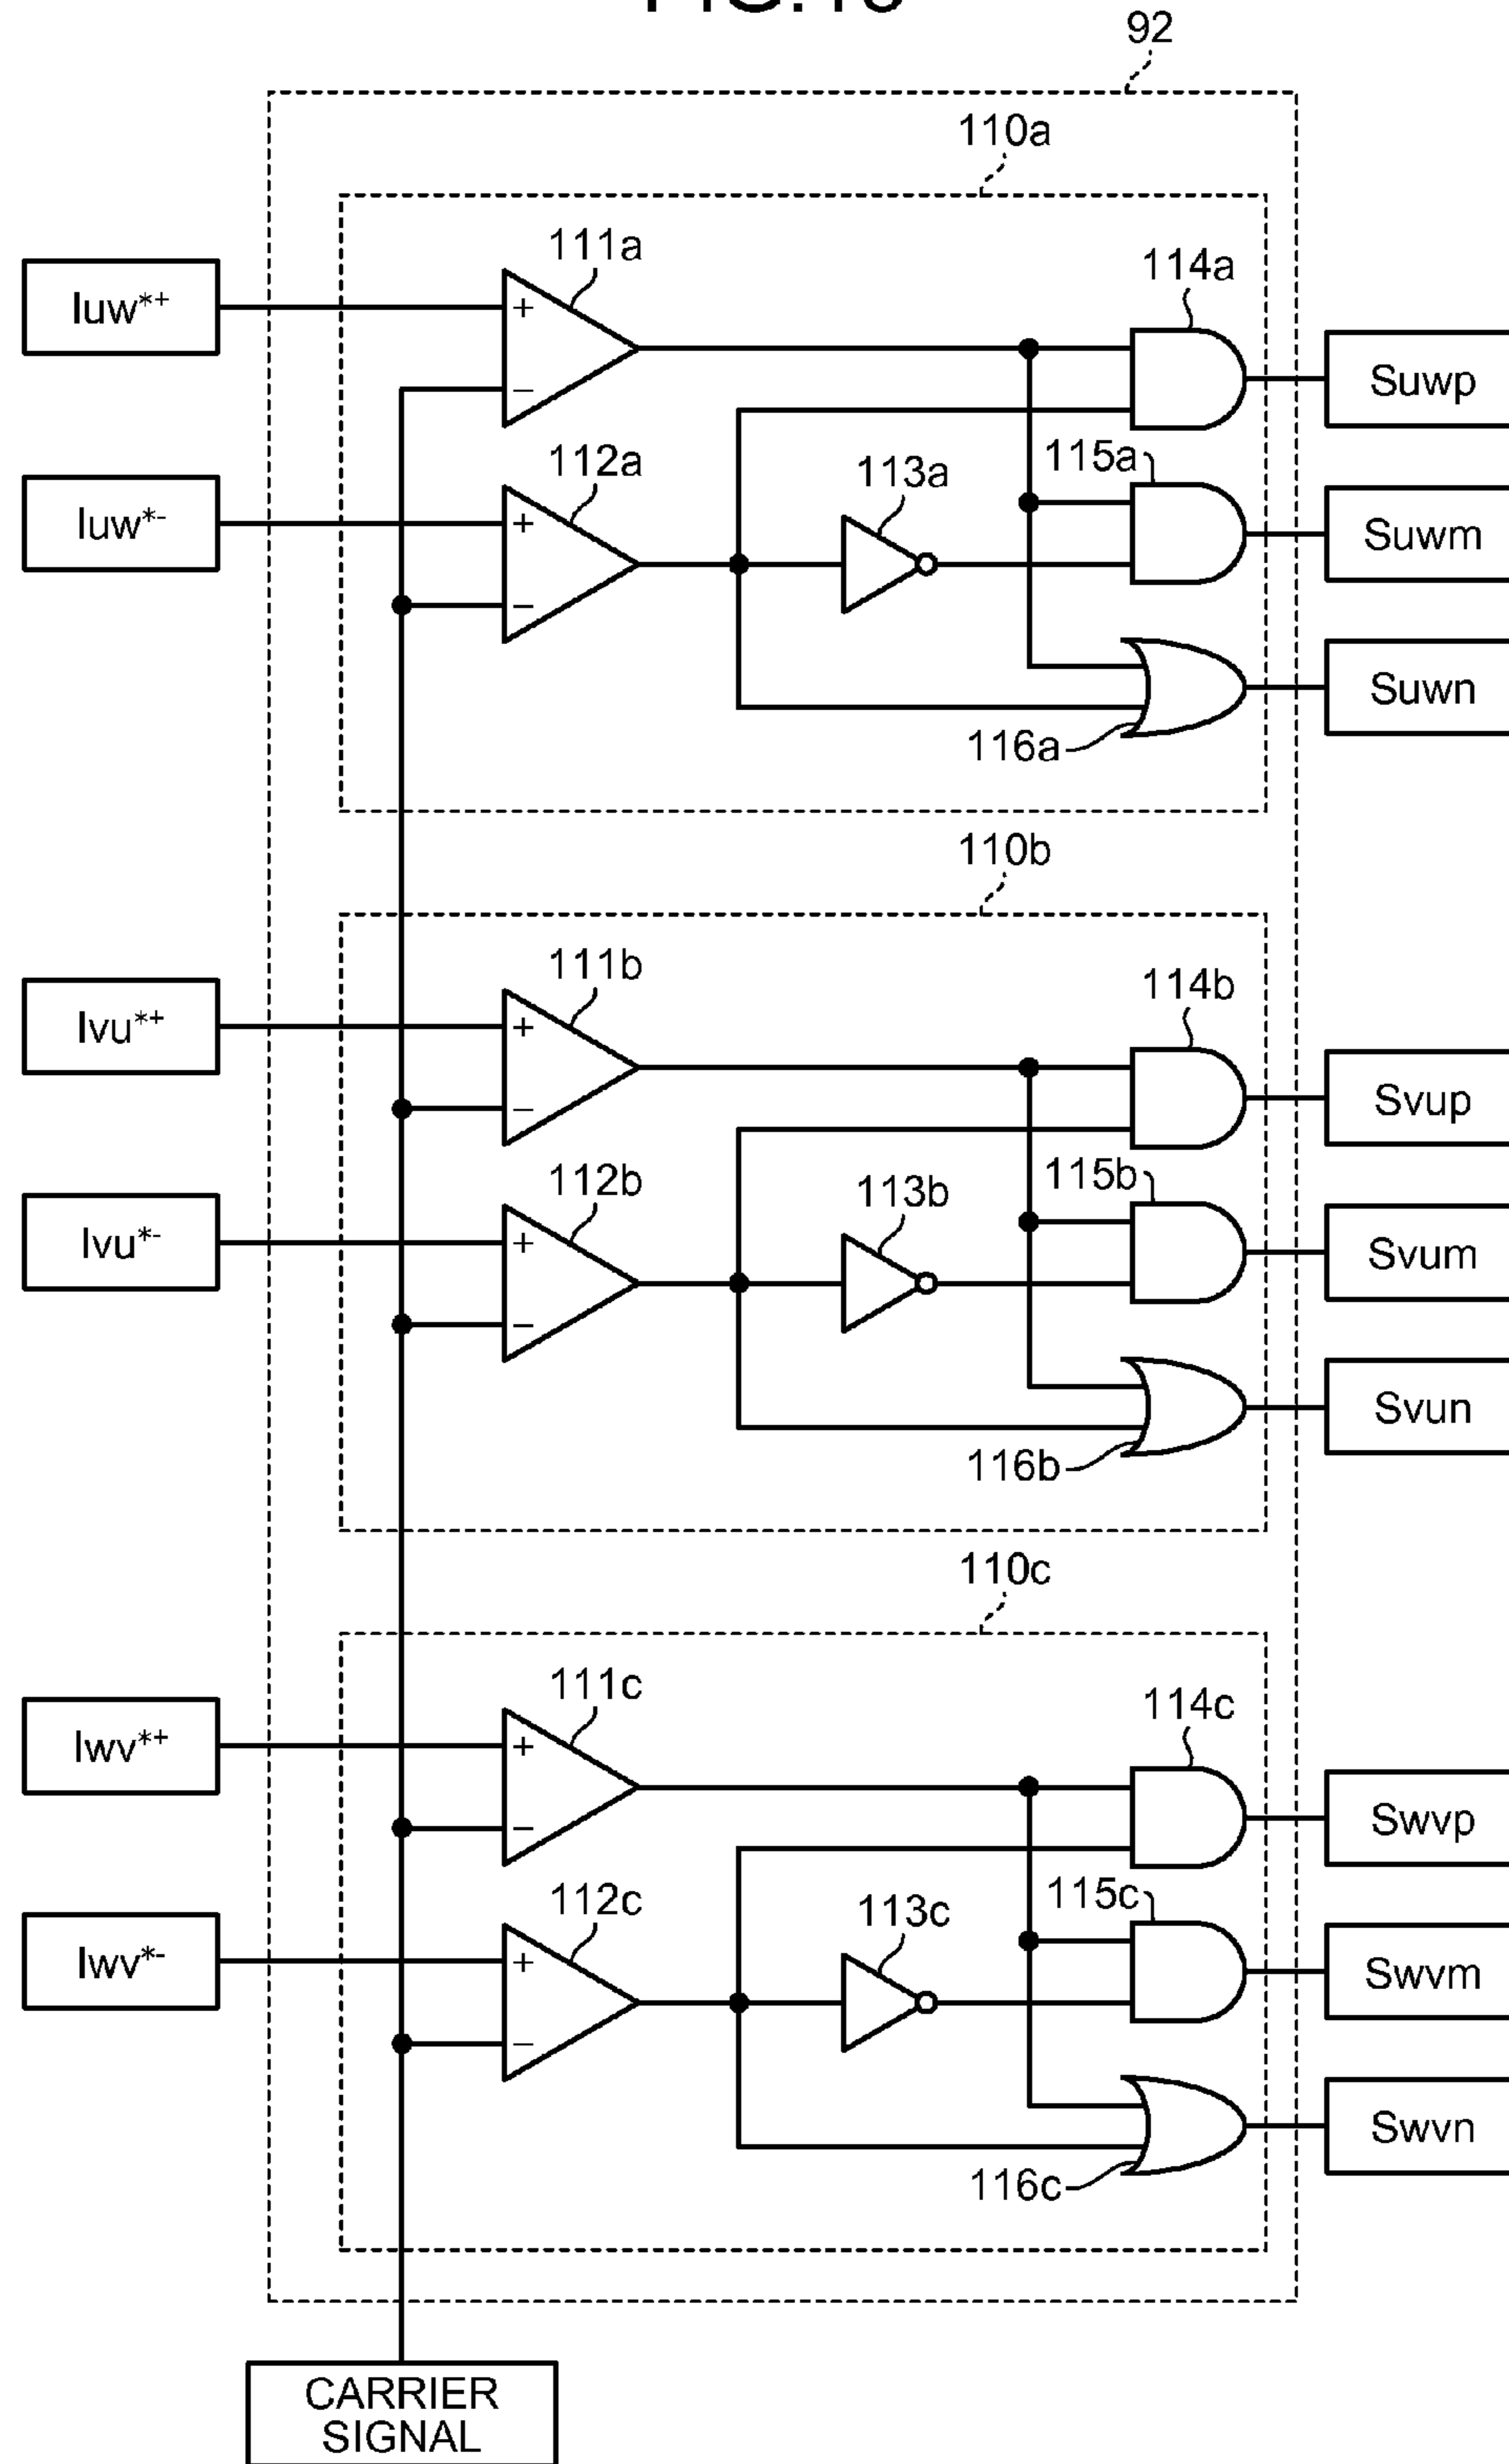 92
110a
111a
114a
Iuw*+
+
−
Suwp
112a
113a
115a
Iuw*-
+
−
Suwm
Suwn
116a
110b
111b
114b
Ivu*+
+
−
Svup
112b
113b
115b
Ivu*-
+
−
Svum
Svun
116b
110c
111c
114c
Iwv*+
+
−
Swvp
112c
113c
115c
Iwv*-
+
−
Swvm
Swvn
116c
CARRIER
SIGNAL